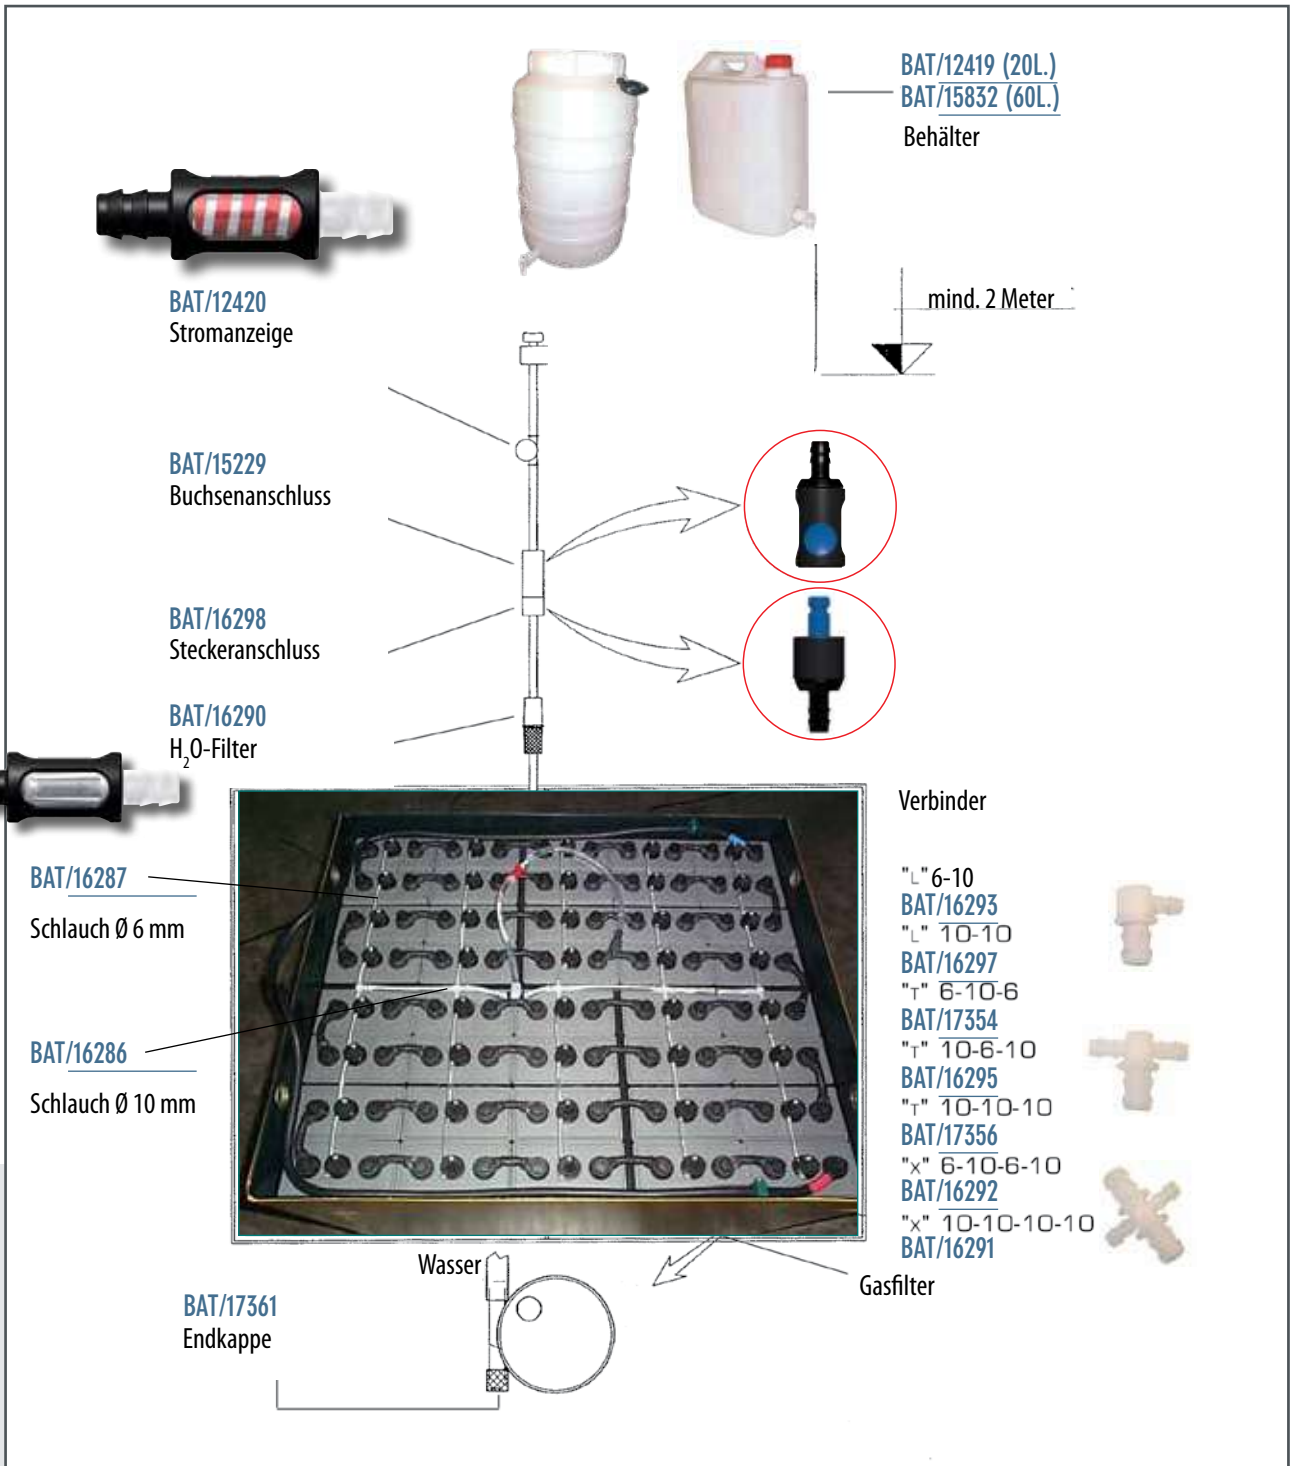 BAT/12419 (20L.)
BAT/15832 (60L.)
Behälter
mind. 2 Meter
BAT/12420
Stromanzeige
BAT/15229
Buchsenanschluss
BAT/16298
Steckeranschluss
BAT/16290
H₂O-Filter
BAT/16287
Schlauch Ø 6 mm
BAT/16286
Schlauch Ø 10 mm
Verbinder
"L" 6-10
BAT/16293
"L" 10-10
BAT/16297
"T" 6-10-6
BAT/17354
"T" 10-6-10
BAT/16295
"T" 10-10-10
BAT/17356
"x" 6-10-6-10
BAT/16292
"x" 10-10-10-10
BAT/16291
Wasser
Gasfilter
BAT/17361
Endkappe